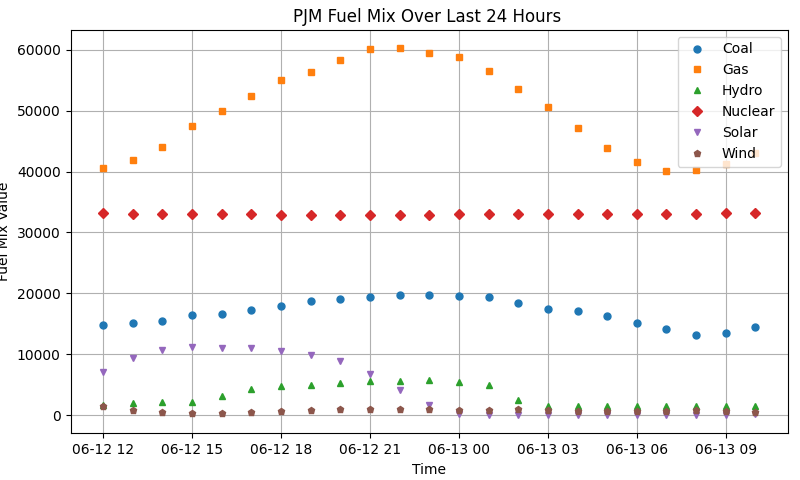 PJM Fuel Mix Over Last 24 Hours
60000
50000
40000
30000
20000
10000
0
Fuel Mix Value
Coal
Gas
Hydro
Nuclear
Solar
Wind
06-12 12
06-12 15
06-12 18
06-12 21
06-13 00
06-13 03
06-13 06
06-13 09
Time